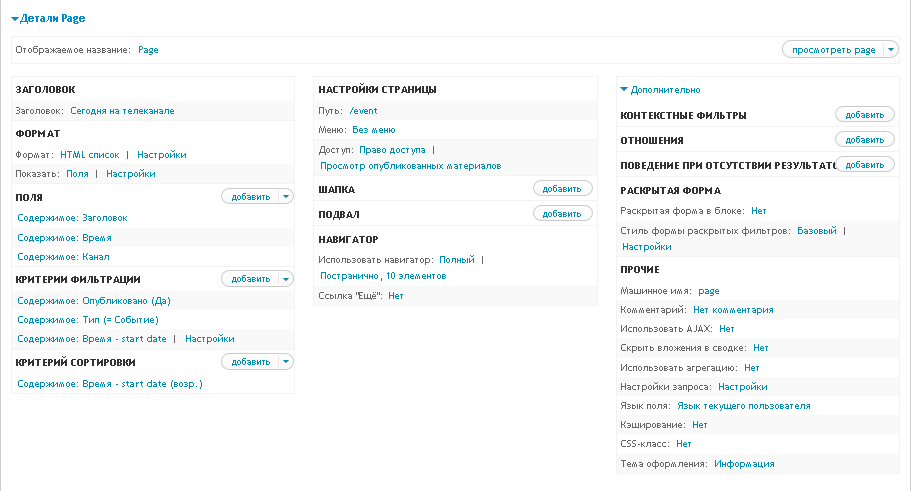 Детали Page
Отображаемое название: Page
просмотреть page
ЗАГОЛОВОК
Заголовок: Сегодня на телеканале
ФОРМАТ
Формат: HTML список | Настройки
Показать: Поля | Настройки
ПОЛЯ
добавить
Содержимое: Заголовок
Содержимое: Время
Содержимое: Канал
КРИТЕРИИ ФИЛЬТРАЦИИ
добавить
Содержимое: Опубликовано (Да)
Содержимое: Тип (= Событие)
Содержимое: Время - start date | Настройки
КРИТЕРИЙ СОРТИРОВКИ
добавить
Содержимое: Время - start date (возр.)
НАСТРОЙКИ СТРАНИЦЫ
Путь: /event
Меню: Без меню
Доступ: Право доступа |
Просмотр опубликованных материалов
ШАПКА
добавить
ПОДВАЛ
добавить
НАВИГАТОР
Использовать навигатор: Полный |
Постранично, 10 элементов
Ссылка "Ещё": Нет
Дополнительно
КОНТЕКСТНЫЕ ФИЛЬТРЫ
добавить
ОТНОШЕНИЯ
добавить
ПОВЕДЕНИЕ ПРИ ОТСУТСТВИИ РЕЗУЛЬТАТО
добавить
РАСКРЫТАЯ ФОРМА
Раскрытая форма в блоке: Нет
Стиль формы раскрытых фильтров: Базовый |
Настройки
ПРОЧИЕ
Машинное имя: page
Комментарий: Нет комментария
Использовать AJAX: Нет
Скрыть вложения в сводке: Нет
Использовать агрегацию: Нет
Настройки запроса: Настройки
Язык поля: Язык текущего пользователя
Кэширование: Нет
CSS-класс: Нет
Тема оформления: Информация